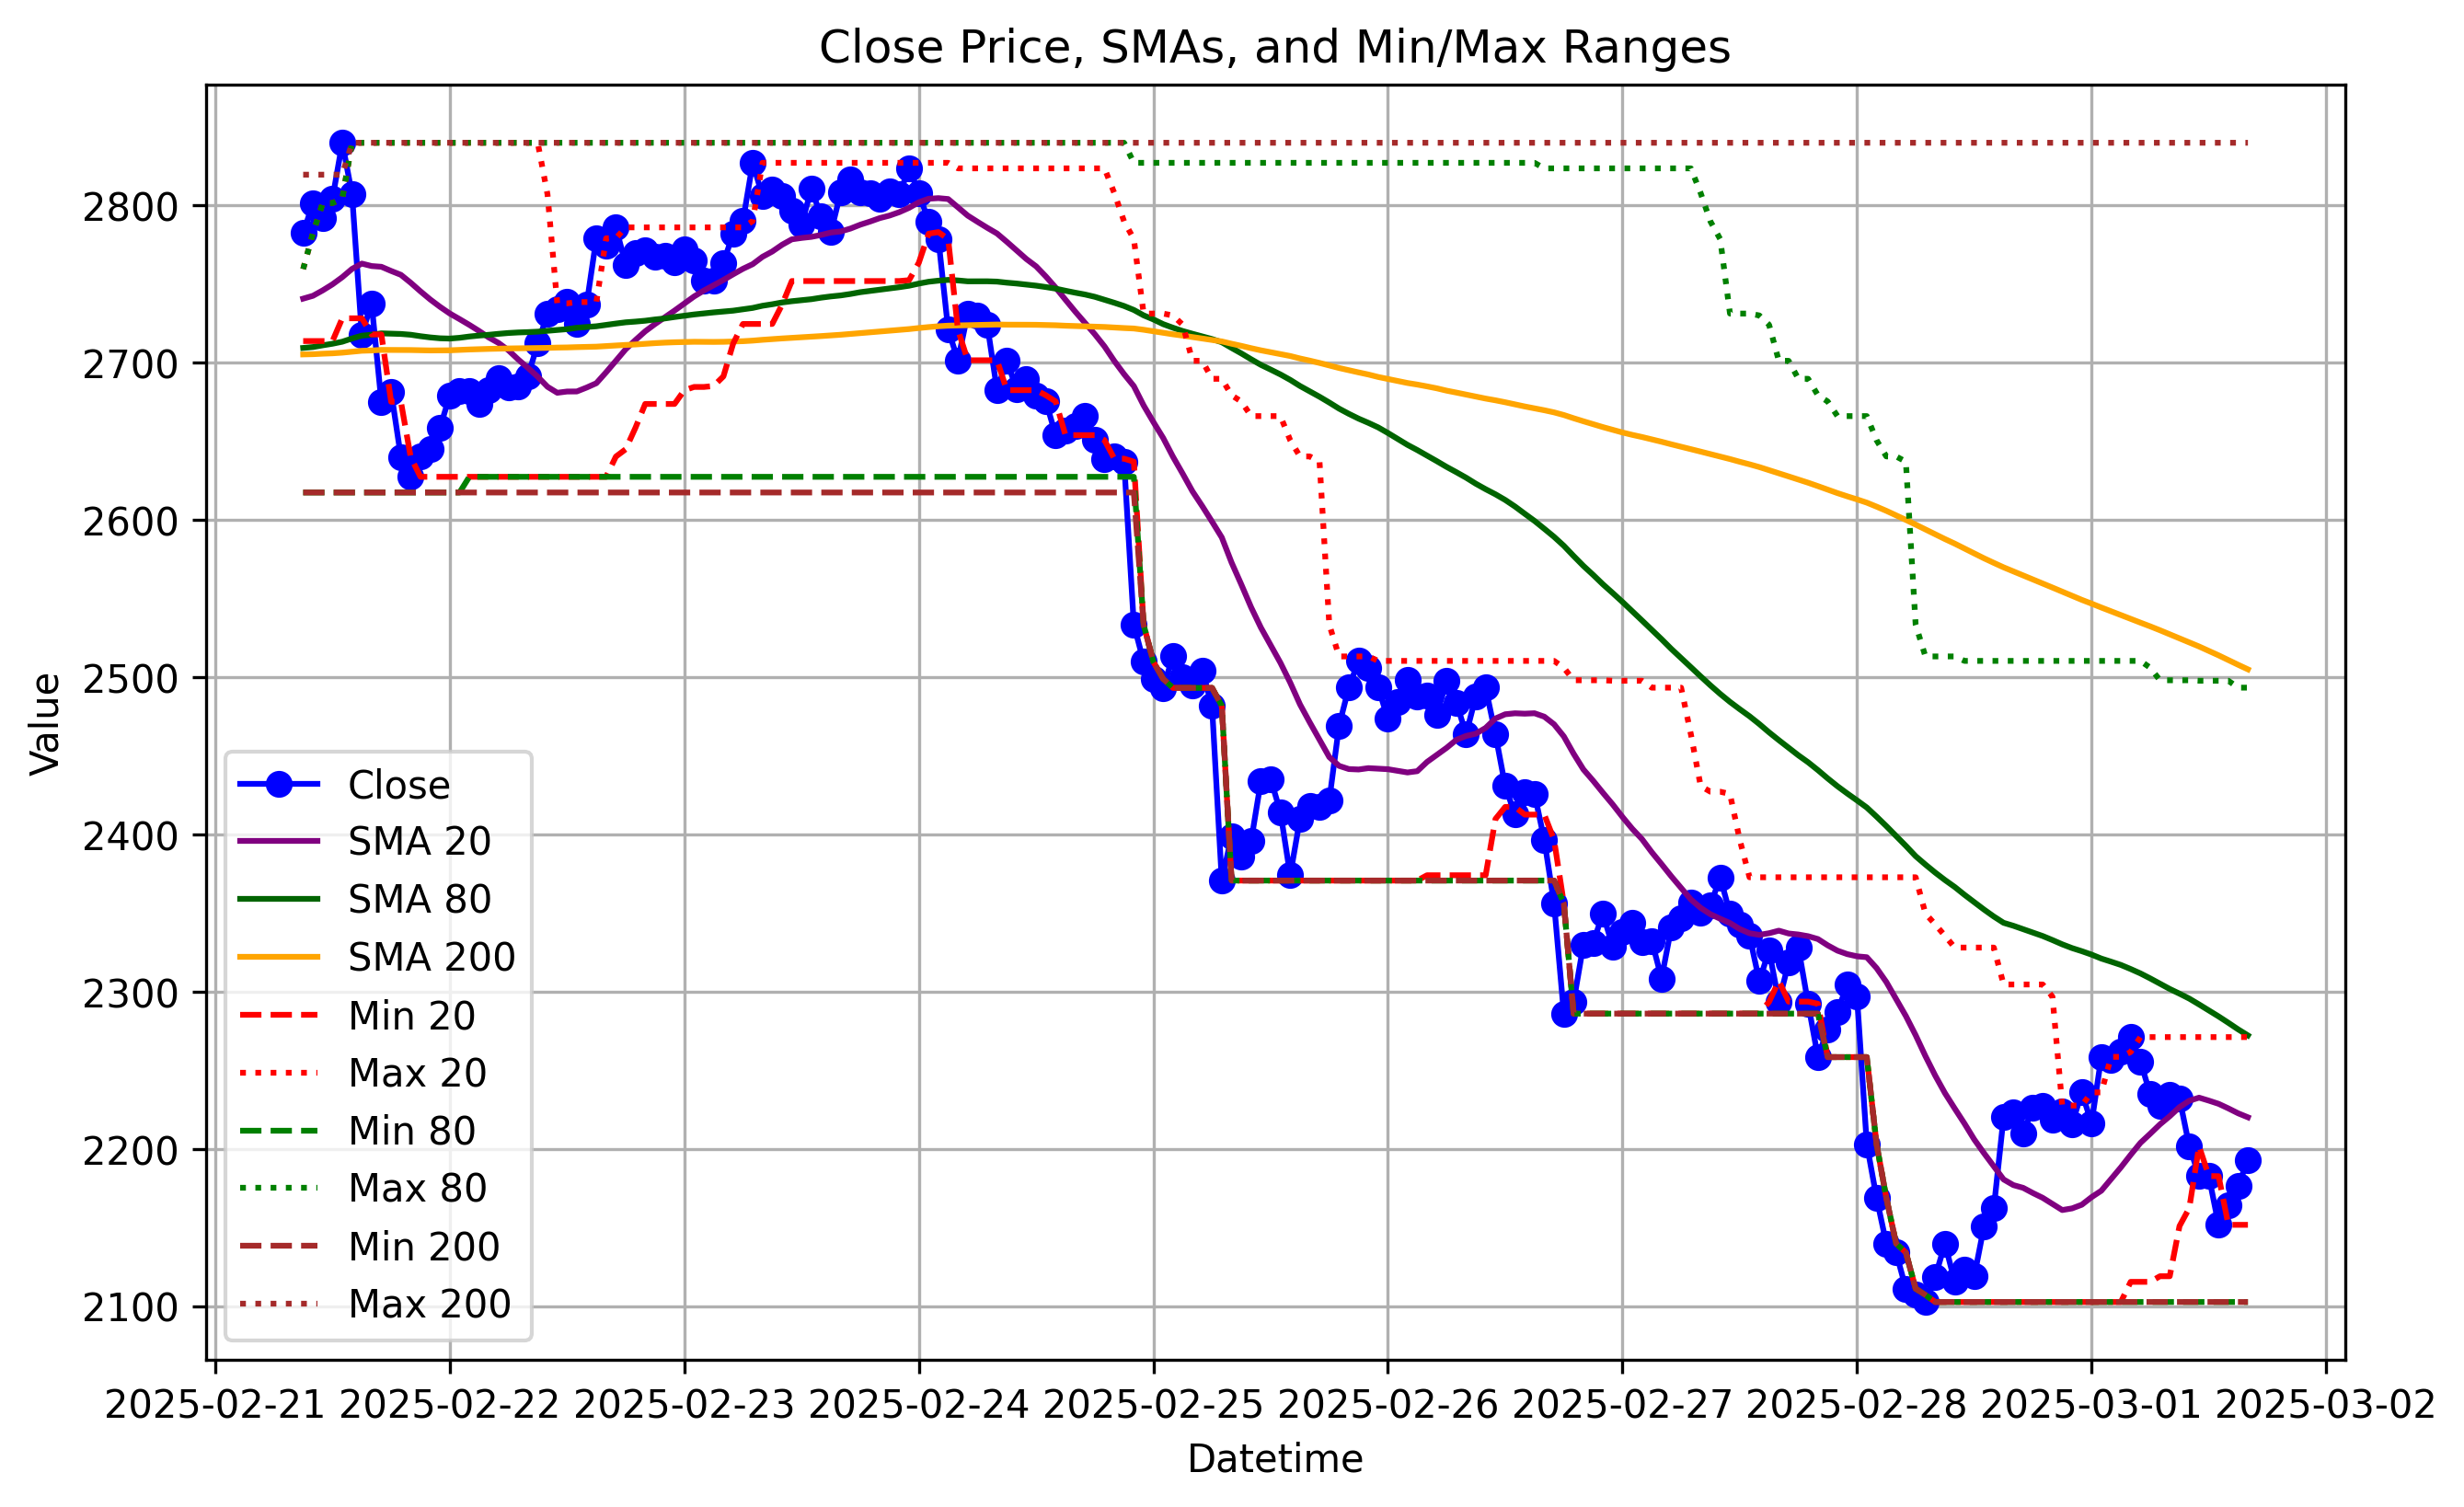 Close Price, SMAs, and Min/Max Ranges
Value
2800
2700
2600
2500
2400
2300
2200
2100
Close
SMA 20
SMA 80
SMA 200
Min 20
Max 20
Min 80
Max 80
Min 200
Max 200
2025-02-21 2025-02-22 2025-02-23 2025-02-24 2025-02-25 2025-02-26 2025-02-27 2025-02-28 2025-03-01 2025-03-02
Datetime